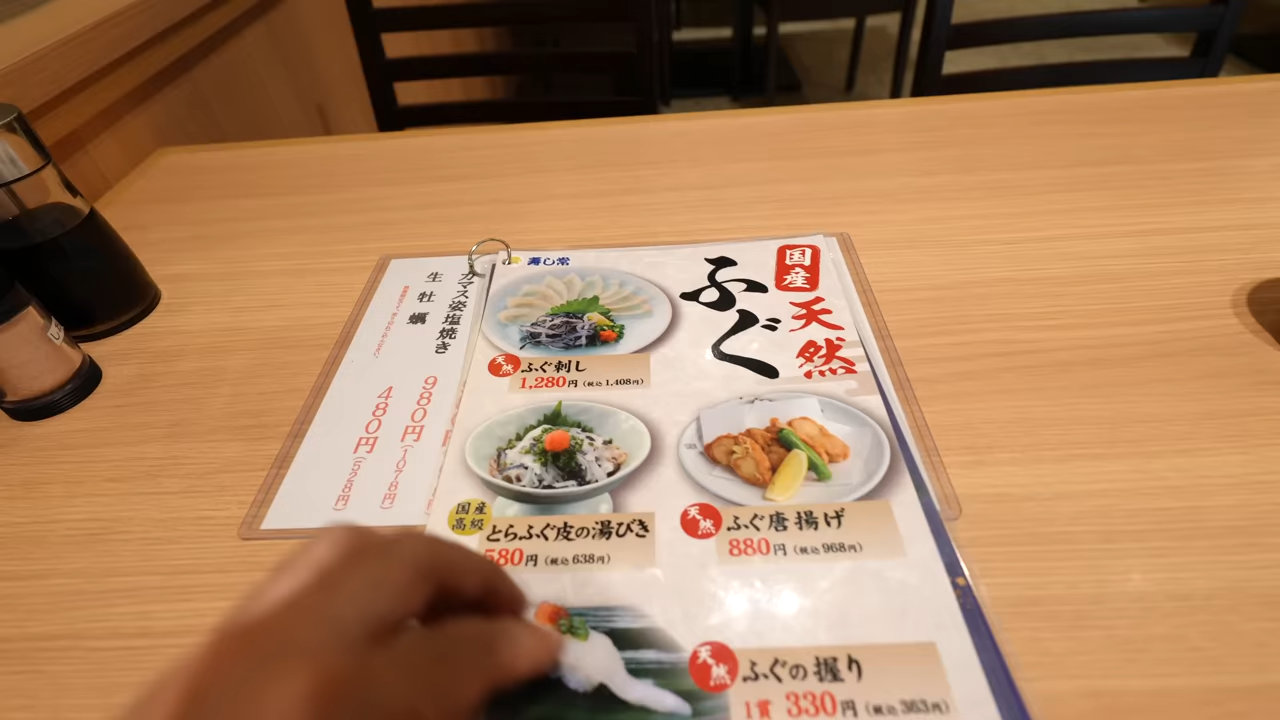 寿し常
国産
天然
ふぐ
天然
ふぐ刺し
1,280円（税込1,408円）
国産
高級
とらふぐ皮の湯びき
580円（税込638円）
天然
ふぐ唐揚げ
880円（税込968円）
天然
ふぐの握り
1貫 330円（税込363円）
カマス姿塩焼き
980円（1078円）
生牡蠣
480円（528円）